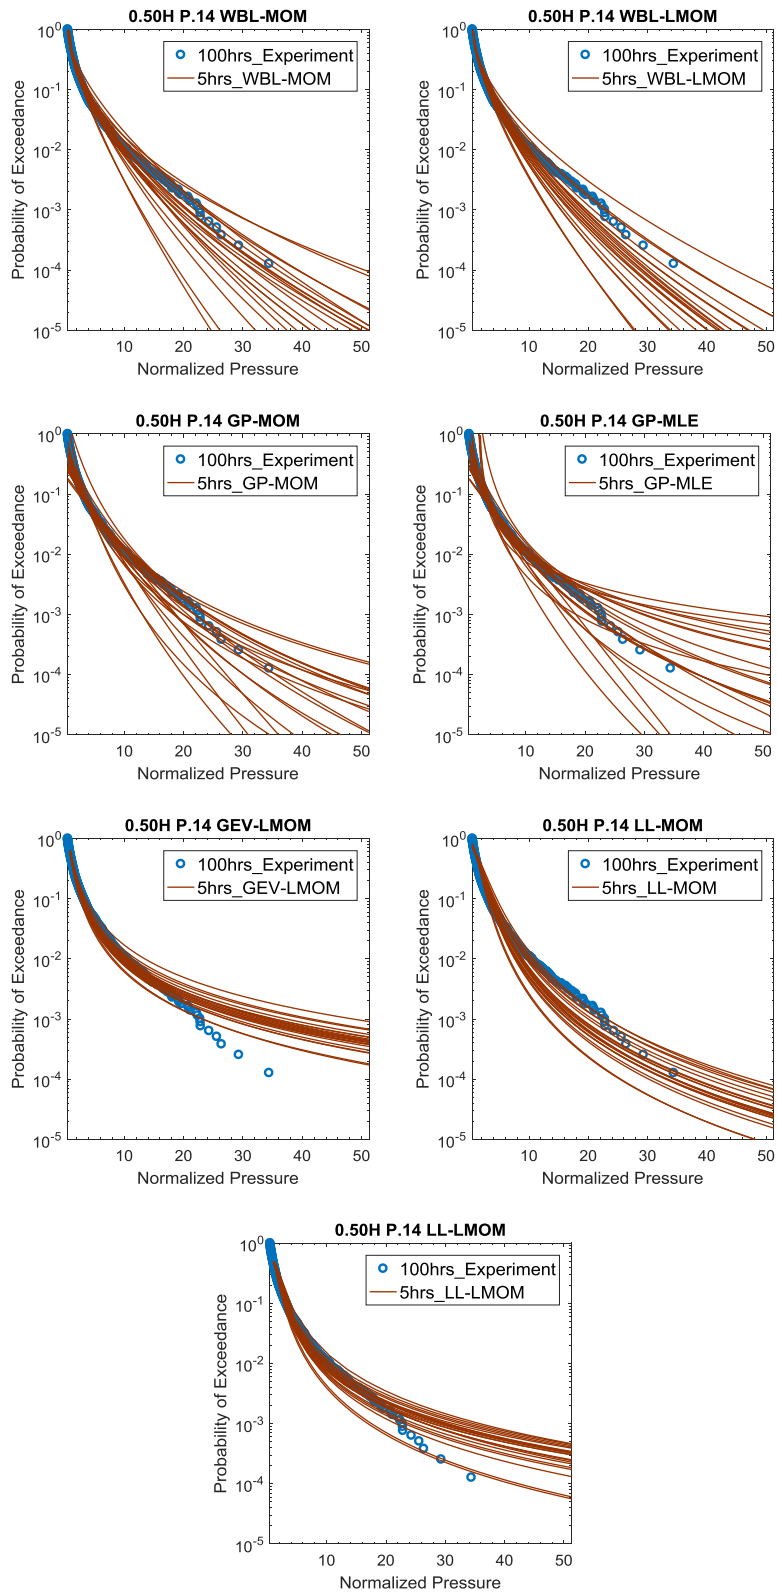 0.50H P.14 WBL-MOM
100hrs_Experiment
5hrs_WBL-MOM
Probability of Exceedance
10^0
10^-1
10^-2
10^-3
10^-4
10^-5
10 20 30 40 50
Normalized Pressure
0.50H P.14 WBL-LMOM
100hrs_Experiment
5hrs_WBL-LMOM
Probability of Exceedance
10^0
10^-1
10^-2
10^-3
10^-4
10^-5
10 20 30 40 50
Normalized Pressure
0.50H P.14 GP-MOM
100hrs_Experiment
5hrs_GP-MOM
Probability of Exceedance
10^0
10^-1
10^-2
10^-3
10^-4
10^-5
10 20 30 40 50
Normalized Pressure
0.50H P.14 GP-MLE
100hrs_Experiment
5hrs_GP-MLE
Probability of Exceedance
10^0
10^-1
10^-2
10^-3
10^-4
10^-5
10 20 30 40 50
Normalized Pressure
0.50H P.14 GEV-LMOM
100hrs_Experiment
5hrs_GEV-LMOM
Probability of Exceedance
10^0
10^-1
10^-2
10^-3
10^-4
10^-5
10 20 30 40 50
Normalized Pressure
0.50H P.14 LL-MOM
100hrs_Experiment
5hrs_LL-MOM
Probability of Exceedance
10^0
10^-1
10^-2
10^-3
10^-4
10^-5
10 20 30 40 50
Normalized Pressure
0.50H P.14 LL-LMOM
100hrs_Experiment
5hrs_LL-LMOM
Probability of Exceedance
10^0
10^-1
10^-2
10^-3
10^-4
10^-5
10 20 30 40 50
Normalized Pressure